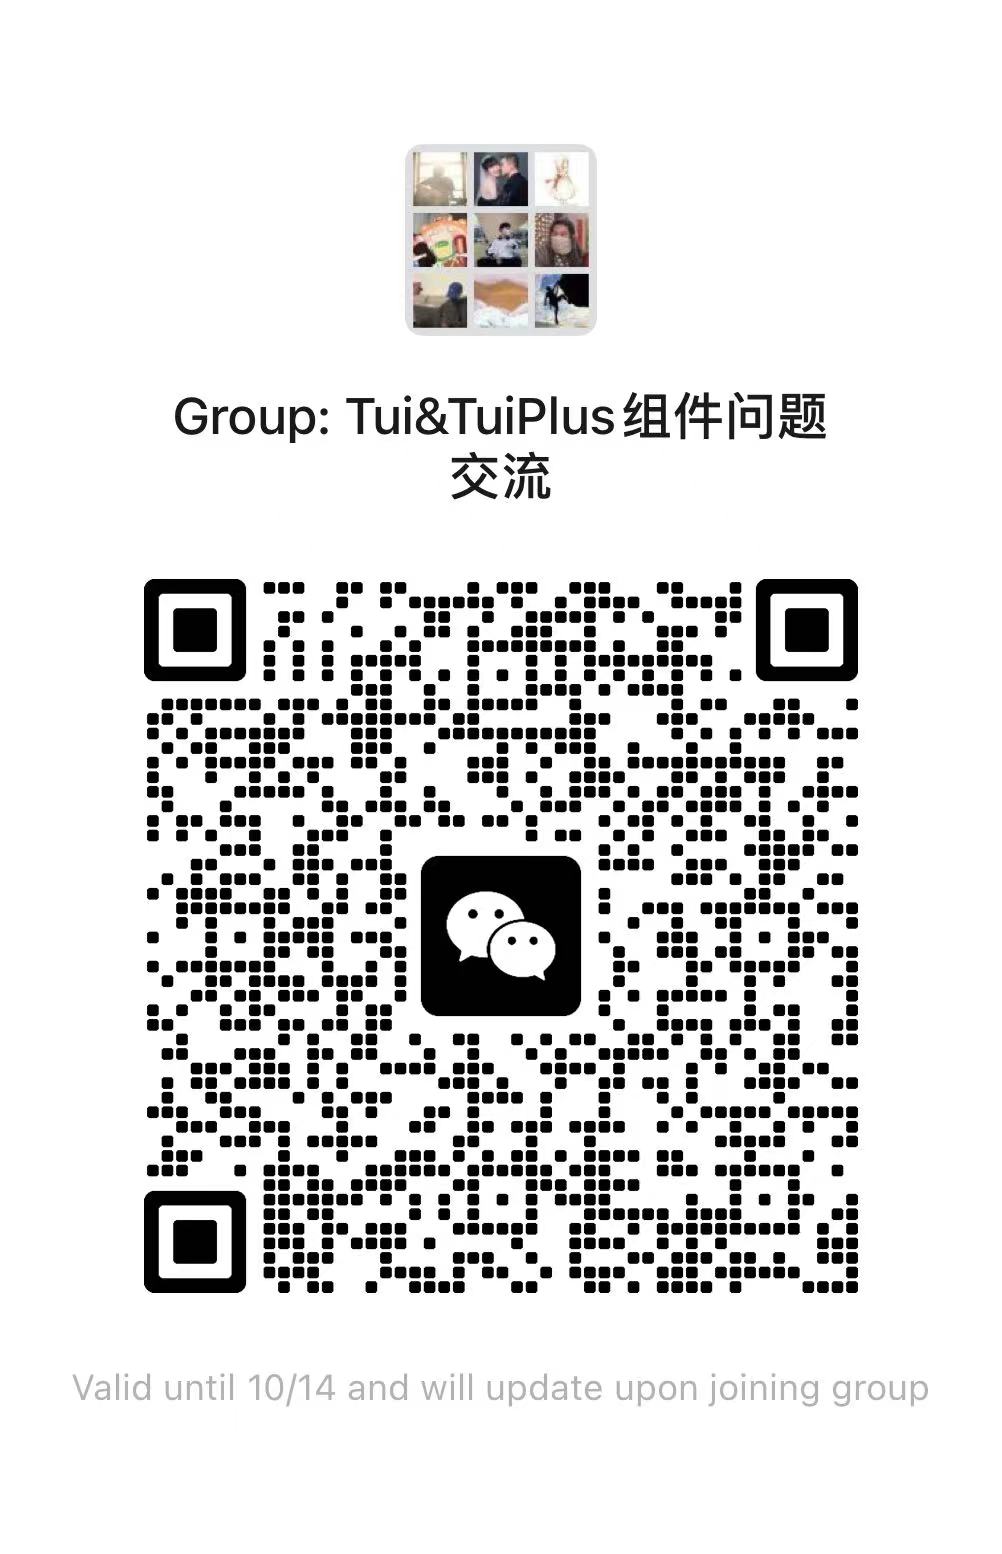 Group: Tui&TuiPlus组件问题
交流
Valid until 10/14 and will update upon joining group